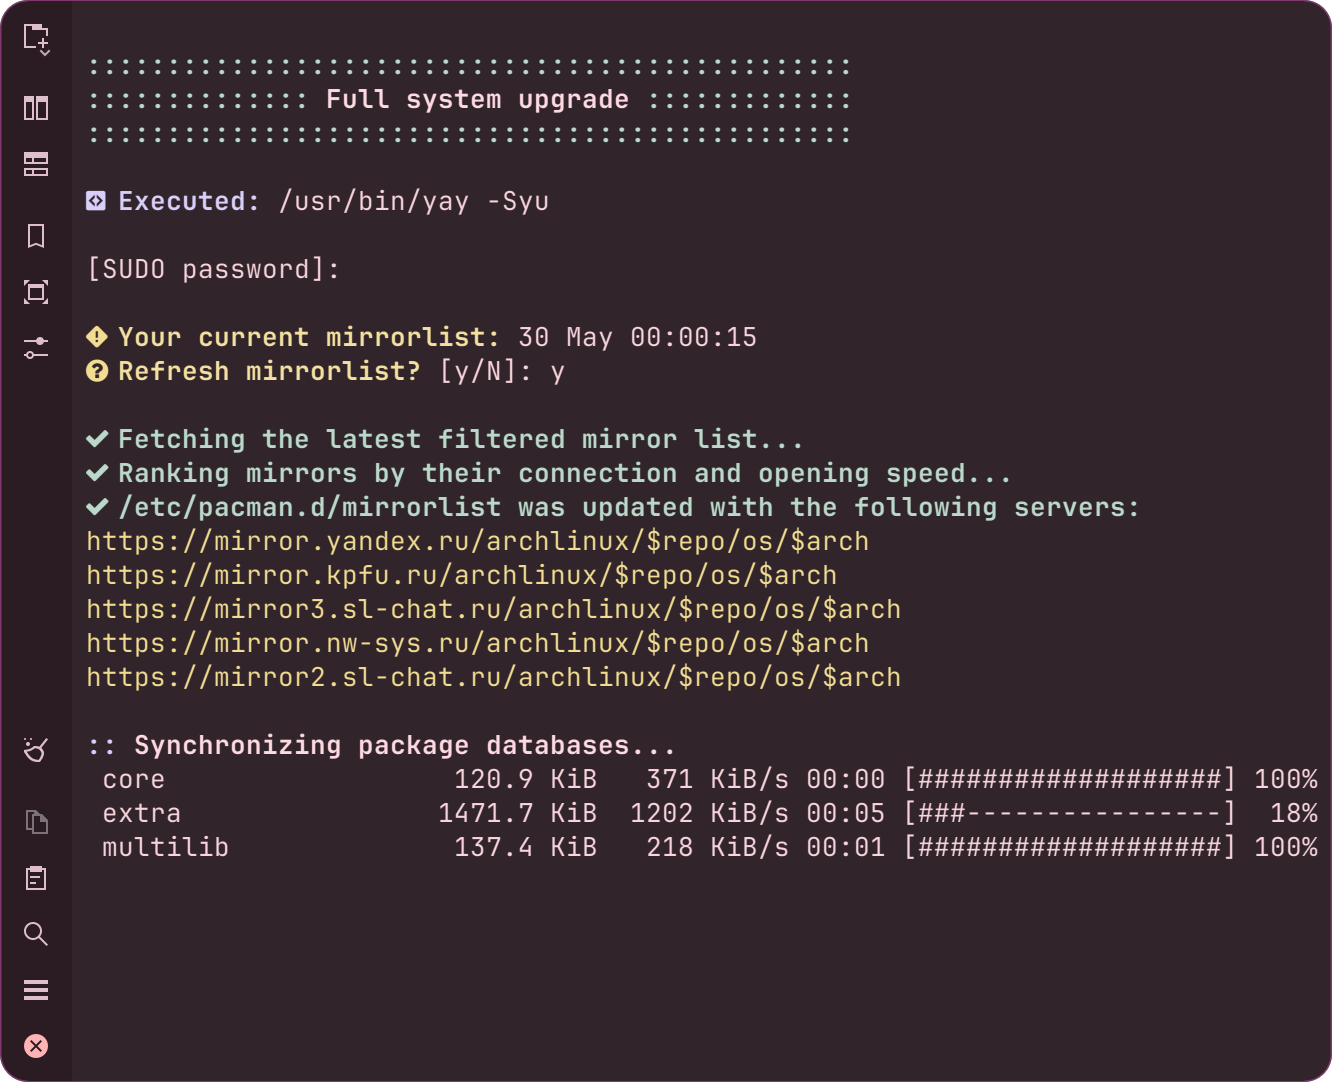 ::::::::::::::::::::::::::::::::::::::::::::::::
:::::::::::::: Full system upgrade :::::::::::::
::::::::::::::::::::::::::::::::::::::::::::::::
Executed: /usr/bin/yay -Syu
[SUDO password]:
Your current mirrorlist: 30 May 00:00:15
Refresh mirrorlist? [y/N]: y
Fetching the latest filtered mirror list...
Ranking mirrors by their connection and opening speed...
/etc/pacman.d/mirrorlist was updated with the following servers:
https://mirror.yandex.ru/archlinux/$repo/os/$arch
https://mirror.kpfu.ru/archlinux/$repo/os/$arch
https://mirror3.sl-chat.ru/archlinux/$repo/os/$arch
https://mirror.nw-sys.ru/archlinux/$repo/os/$arch
https://mirror2.sl-chat.ru/archlinux/$repo/os/$arch
:: Synchronizing package databases...
core 120.9 KiB 371 KiB/s 00:00 [###################] 100%
extra 1471.7 KiB 1202 KiB/s 00:05 [###----------------] 18%
multilib 137.4 KiB 218 KiB/s 00:01 [###################] 100%